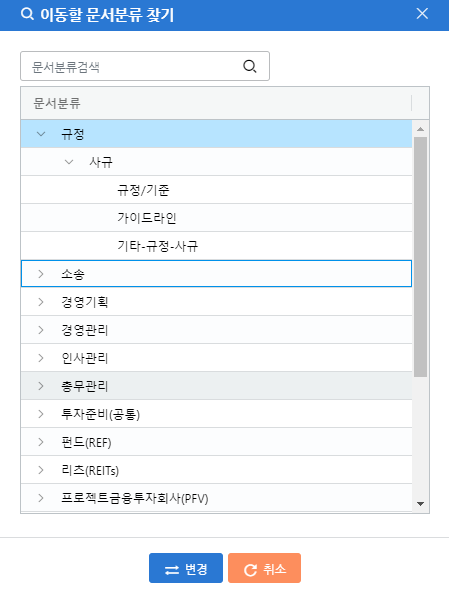 이동할 문서분류 찾기
문서분류검색
문서분류
규정
사규
규정/기준
가이드라인
기타-규정-사규
소송
경영기획
경영관리
인사관리
총무관리
투자준비(공통)
펀드(REF)
리츠(REITs)
프로젝트금융투자회사(PFV)
변경 취소